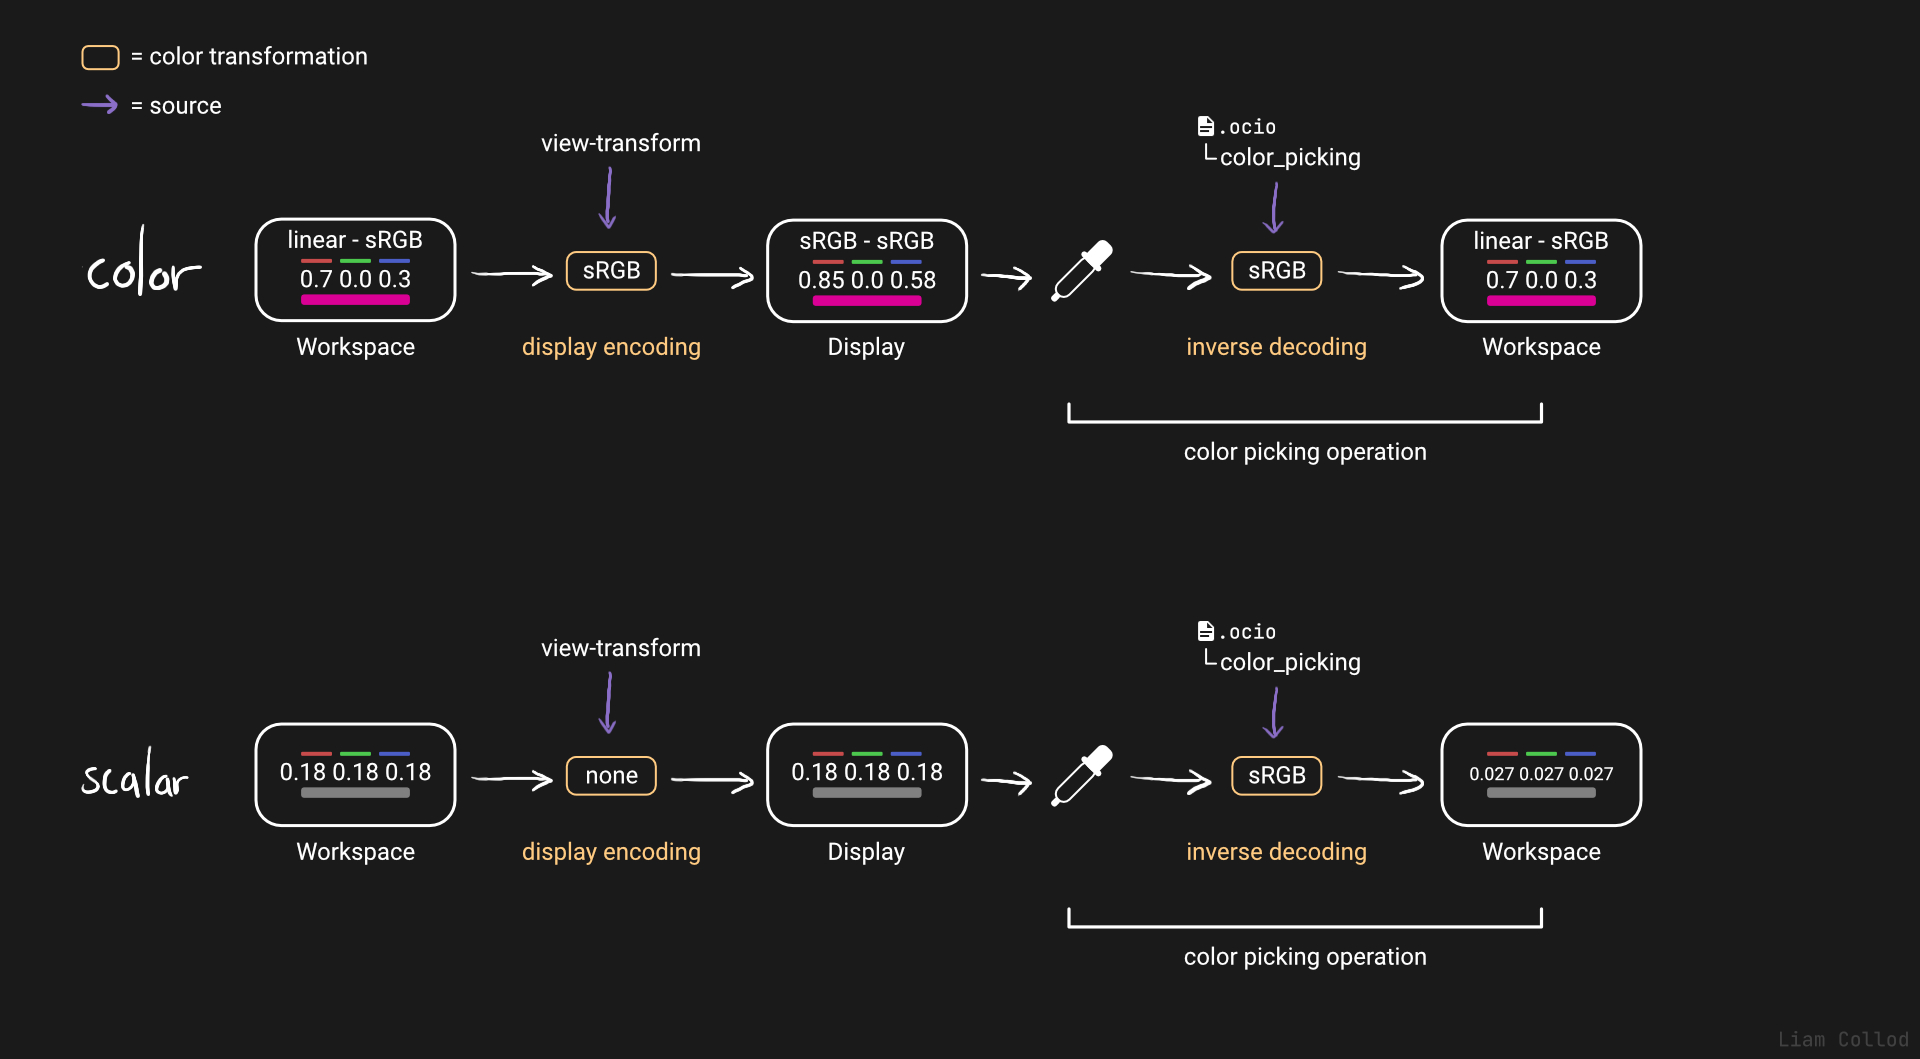 = color transformation
= source
view-transform
.ocio
color_picking
color
linear - sRGB
0.7 0.0 0.3
Workspace
sRGB
display encoding
sRGB - sRGB
0.85 0.0 0.58
Display
sRGB
inverse decoding
linear - sRGB
0.7 0.0 0.3
Workspace
color picking operation
view-transform
.ocio
color_picking
scalar
0.18 0.18 0.18
Workspace
none
display encoding
0.18 0.18 0.18
Display
sRGB
inverse decoding
0.027 0.027 0.027
Workspace
color picking operation
Liam Collod